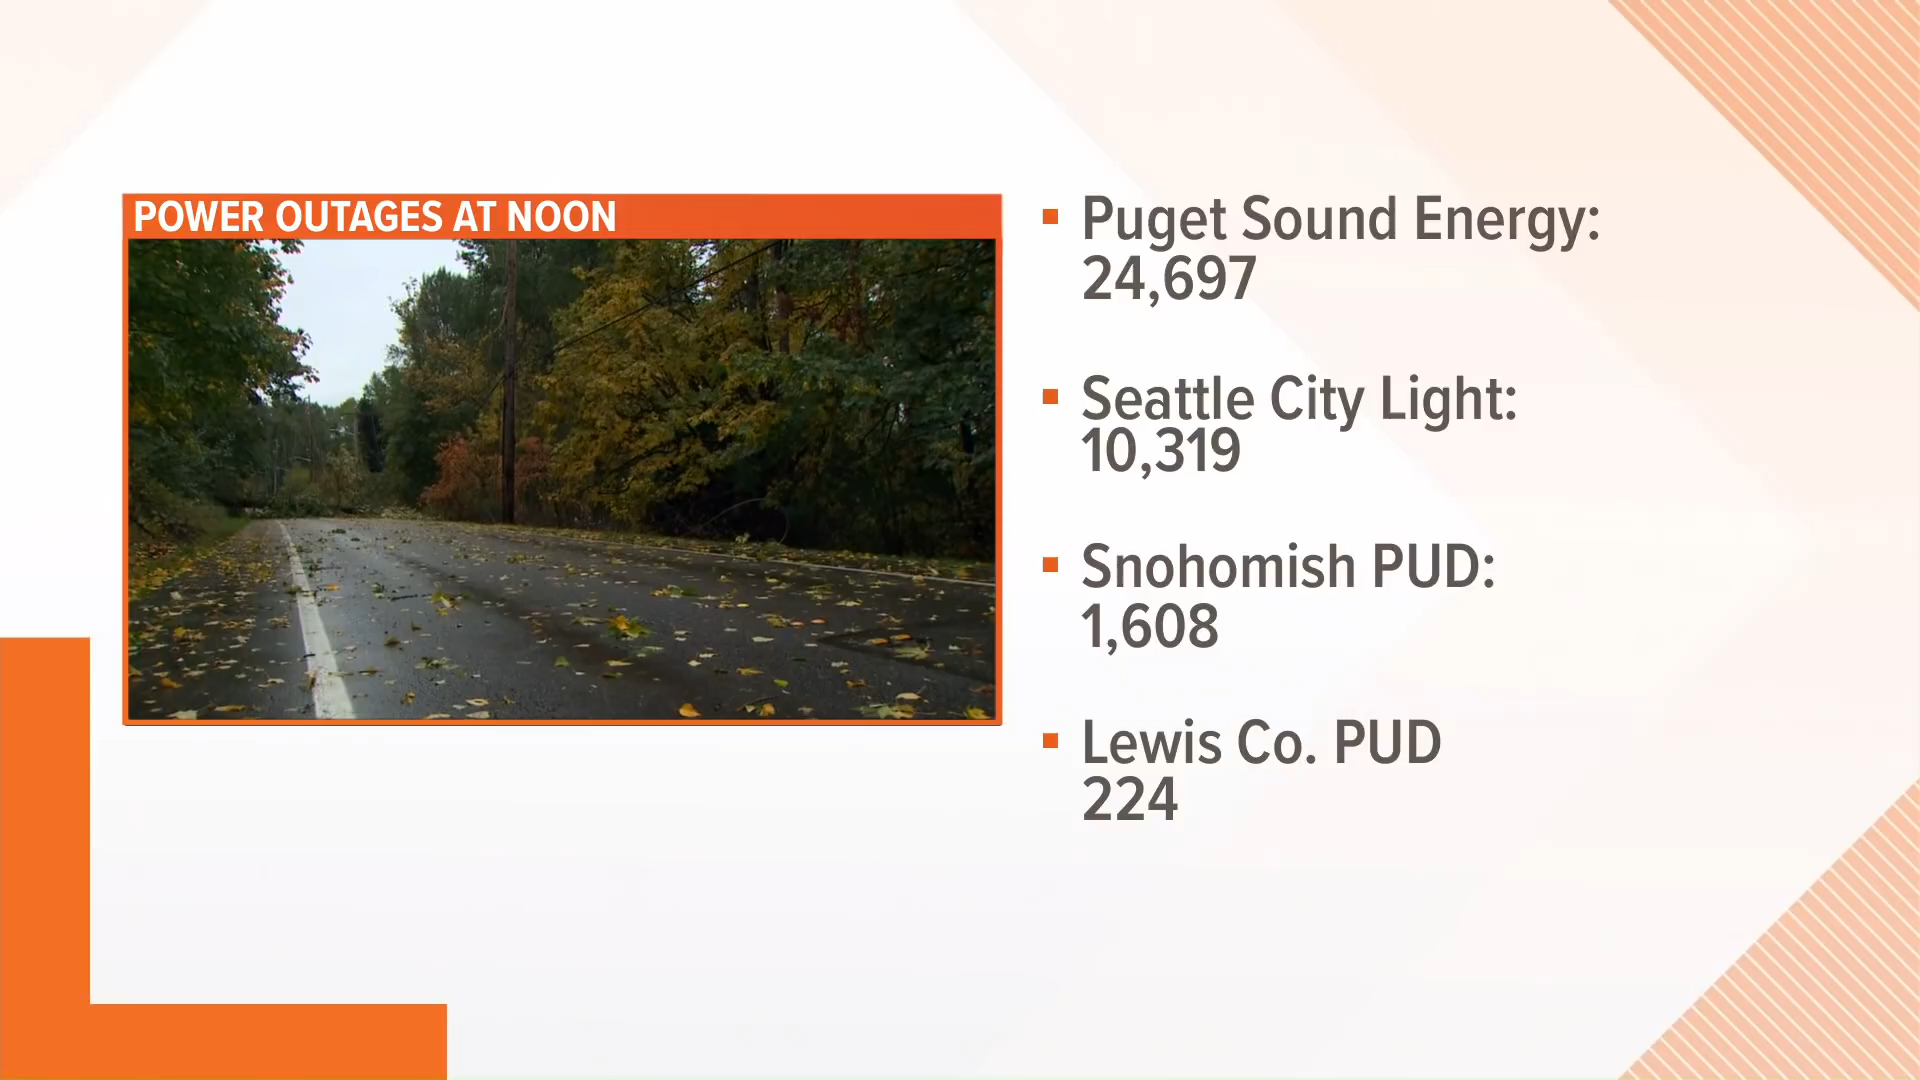 POWER OUTAGES AT NOON
Puget Sound Energy:
24,697
Seattle City Light:
10,319
Snohomish PUD:
1,608
Lewis Co. PUD
224